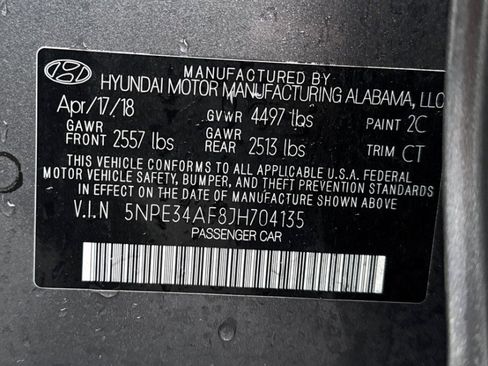 MANUFACTURED BY
HYUNDAI MOTOR MANUFACTURING ALABAMA, LLC
Apr/17/18 GVWR 4497 lbs PAINT 2C
GAWR FRONT 2557 lbs GAWR REAR 2513 lbs TRIM CT
THIS VEHICLE CONFORMS TO ALL APPLICABLE U.S.A. FEDERAL
MOTOR VEHICLE SAFETY, BUMPER, AND THEFT PREVENTION STANDARDS
IN EFFECT ON THE DATE OF MANUFACTURE SHOWN ABOVE.
V.I.N 5NPE34AF8JH704135
PASSENGER CAR